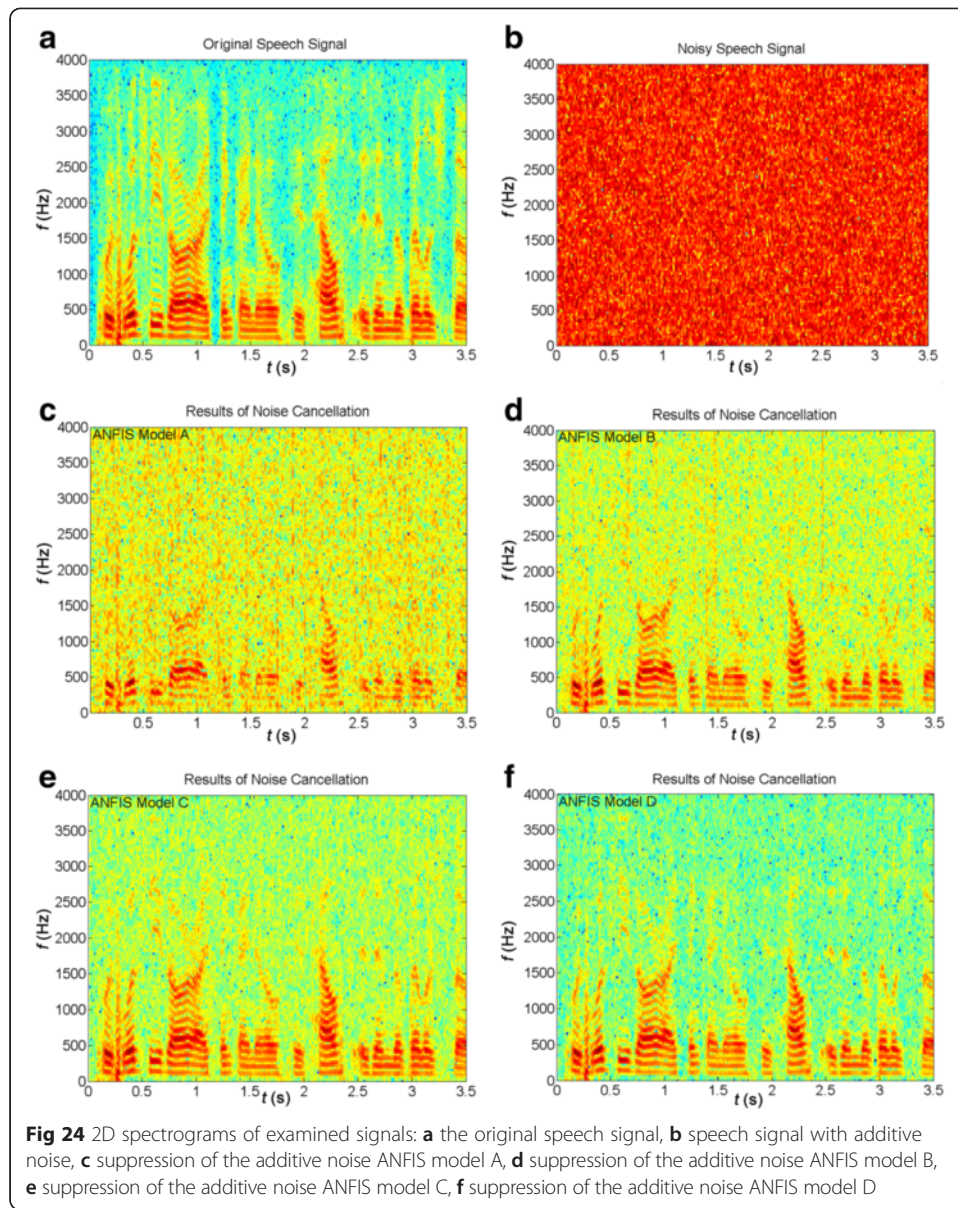 a
Original Speech Signal
4000
3500
3000
2500
2000
1500
1000
500
0
f (Hz)
0 0.5 1 1.5 2 2.5 3 3.5
t (s)
b
Noisy Speech Signal
4000
3500
3000
2500
2000
1500
1000
500
0
f (Hz)
0 0.5 1 1.5 2 2.5 3 3.5
t (s)
c
Results of Noise Cancellation
ANFIS Model A
4000
3500
3000
2500
2000
1500
1000
500
0
f (Hz)
0 0.5 1 1.5 2 2.5 3 3.5
t (s)
d
Results of Noise Cancellation
ANFIS Model B
4000
3500
3000
2500
2000
1500
1000
500
0
f (Hz)
0 0.5 1 1.5 2 2.5 3 3.5
t (s)
e
Results of Noise Cancellation
ANFIS Model C
4000
3500
3000
2500
2000
1500
1000
500
0
f (Hz)
0 0.5 1 1.5 2 2.5 3 3.5
t (s)
f
Results of Noise Cancellation
ANFIS Model D
4000
3500
3000
2500
2000
1500
1000
500
0
f (Hz)
0 0.5 1 1.5 2 2.5 3 3.5
t (s)
Fig 24 2D spectrograms of examined signals: a the original speech signal, b speech signal with additive
noise, c suppression of the additive noise ANFIS model A, d suppression of the additive noise ANFIS model B,
e suppression of the additive noise ANFIS model C, f suppression of the additive noise ANFIS model D